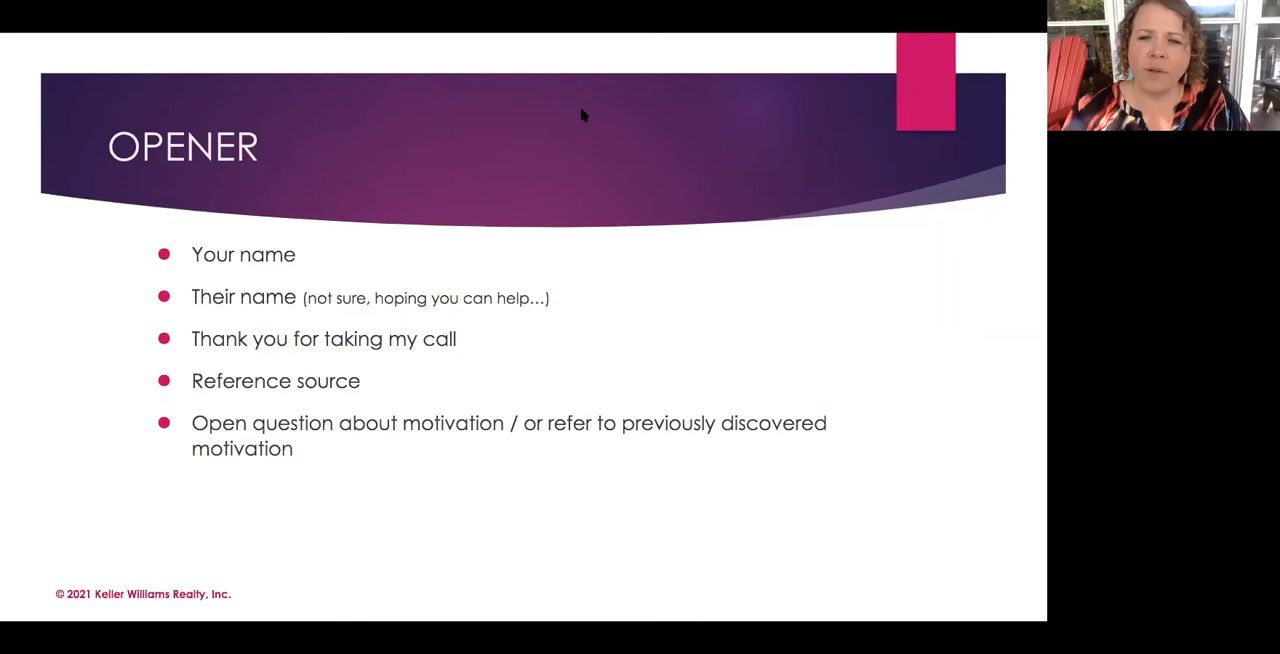 OPENER
Your name
Their name (not sure, hoping you can help...)
Thank you for taking my call
Reference source
Open question about motivation / or refer to previously discovered
motivation
© 2021 Keller Williams Realty, Inc.